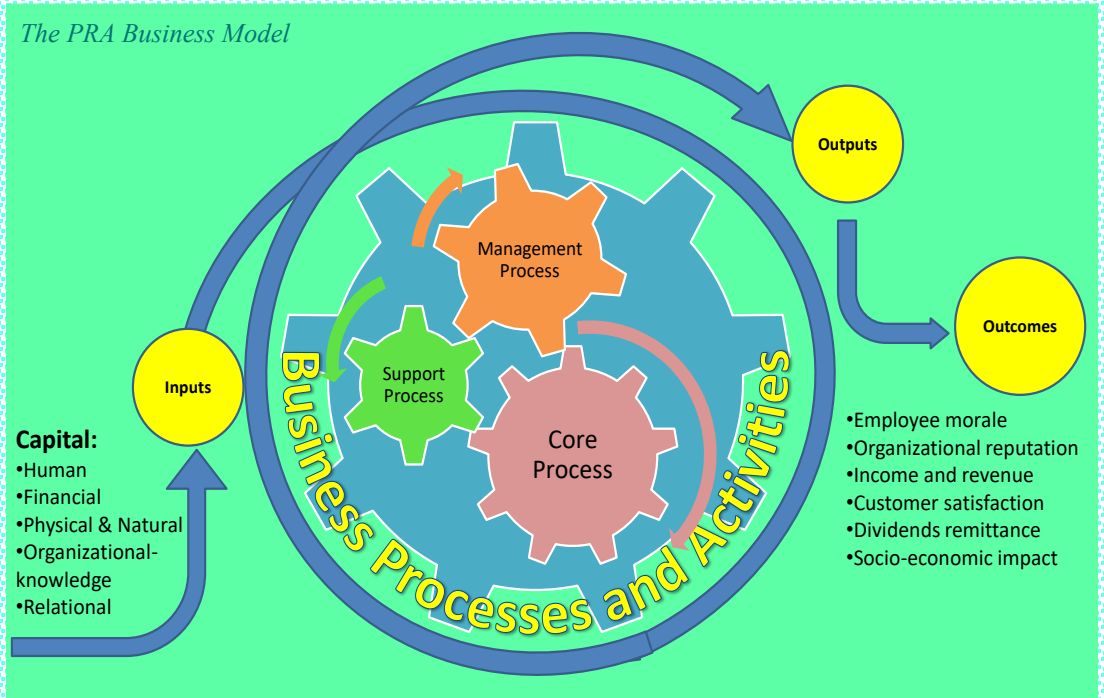 The PRA Business Model
Outputs
Management
Process
Outcomes
Support
Process
Inputs
Core
Process
Business Processes and Activities
Capital:
•Human
•Financial
•Physical & Natural
•Organizational-
knowledge
•Relational
•Employee morale
•Organizational reputation
•Income and revenue
•Customer satisfaction
•Dividends remittance
•Socio-economic impact